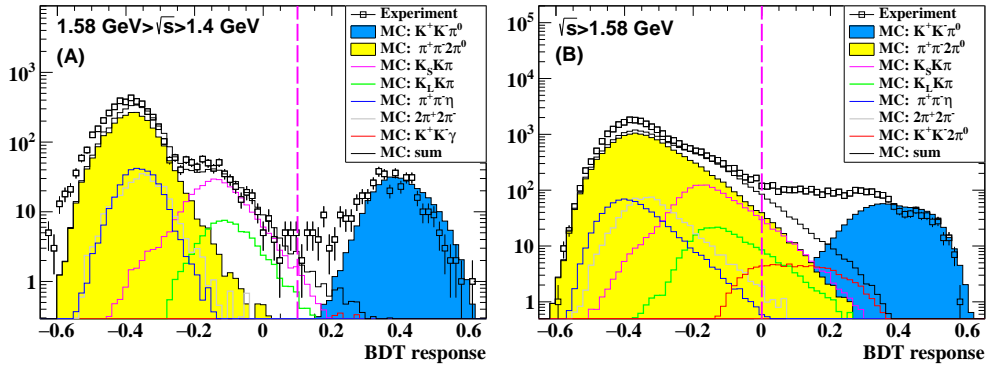 1.58 GeV>√s>1.4 GeV
(A)
Experiment
MC: K⁺K⁻π⁰
MC: π⁺π⁻2π⁰
MC: K_SKπ
MC: K_LKπ
MC: π⁺π⁻η
MC: 2π⁺2π⁻
MC: K⁺K⁻γ
MC: sum
10³
10²
10
1
−0.6 −0.4 −0.2 0 0.2 0.4 0.6
BDT response
√s>1.58 GeV
(B)
Experiment
MC: K⁺K⁻π⁰
MC: π⁺π⁻2π⁰
MC: K_SKπ
MC: K_LKπ
MC: π⁺π⁻η
MC: 2π⁺2π⁻
MC: K⁺K⁻2π⁰
MC: sum
10⁵
10⁴
10³
10²
10
1
−0.6 −0.4 −0.2 0 0.2 0.4 0.6
BDT response